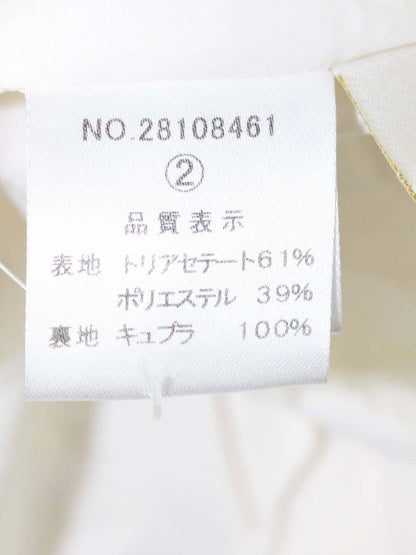 NO.28108461
②
品質表示
表地 トリアセテート61%
ポリエステル 39%
裏地 キュプラ 100%